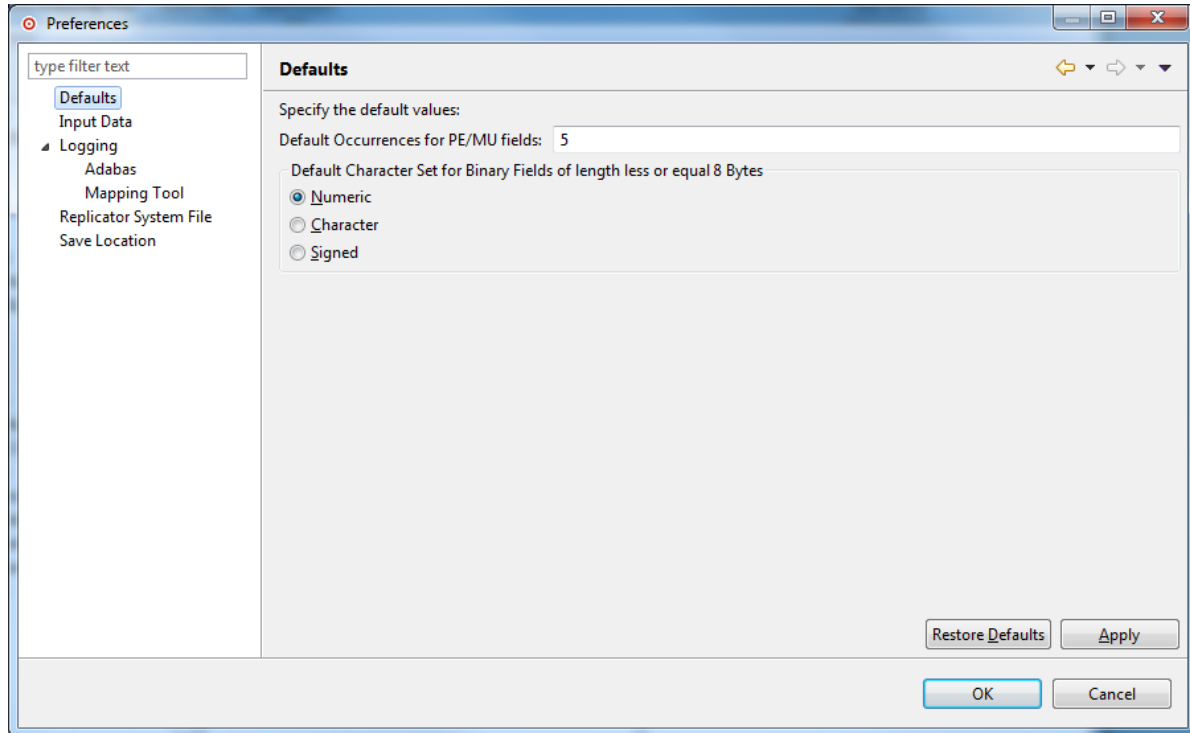 Preferences
type filter text
Defaults
Input Data
Logging
Adabas
Mapping Tool
Replicator System File
Save Location
Defaults
Specify the default values:
Default Occurrences for PE/MU fields: 5
Default Character Set for Binary Fields of length less or equal 8 Bytes
Numeric
Character
Signed
Restore Defaults Apply
OK Cancel